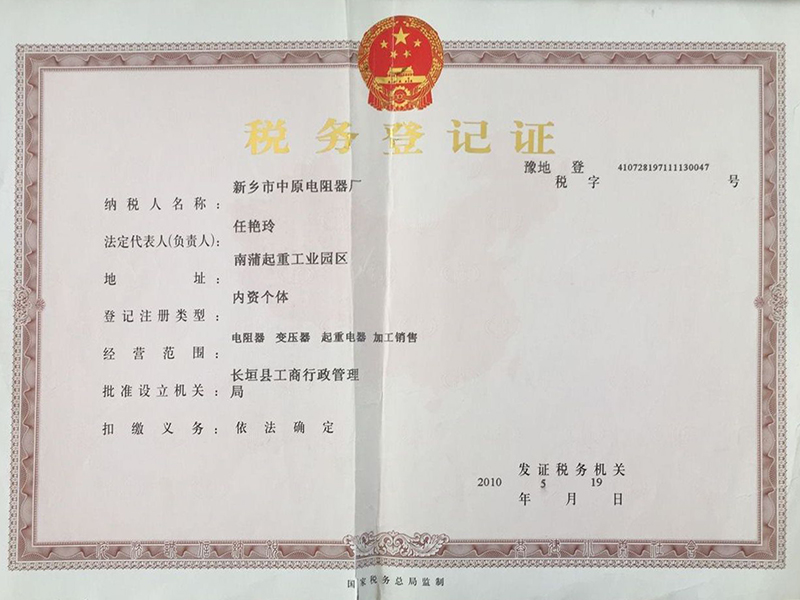 税务登记证
豫地 登 410728197111130047
税 字 号
新乡市中原电阻器厂
纳税人名称：
任艳玲
法定代表人(负责人)：
南蒲起重工业园区
地 址：
内资个体
登记注册类型：
电阻器 变压器 起重电器 加工销售
经营范围：
长垣县工商行政管理
批准设立机关：局
扣缴义务：依法确定
发证税务机关
2010 5 19
年 月 日
国家税务总局监制